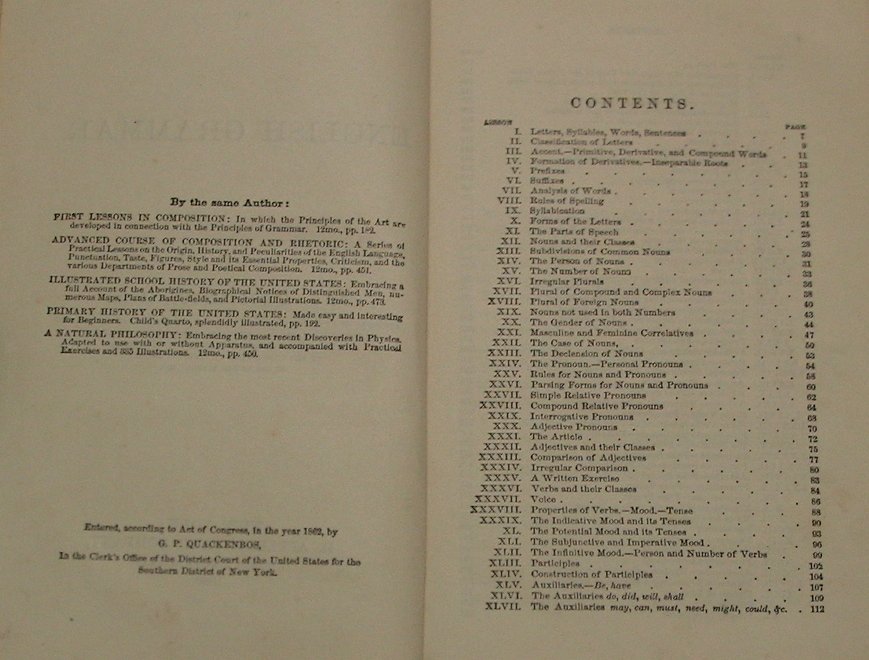 By the same Author:
FIRST LESSONS IN COMPOSITION: In which the Principles of the Art are
developed in connection with the Principles of Grammar. 12mo., pp. 182.
ADVANCED COURSE OF COMPOSITION AND RHETORIC: A Series of
Practical Lessons on the Origin, History, and Peculiarities of the English Language,
Punctuation, Taste, Figures, Style and its Essential Properties, Criticism, and the
various Departments of Prose and Poetical Composition. 12mo., pp. 451.
ILLUSTRATED SCHOOL HISTORY OF THE UNITED STATES: Embracing a
full Account of the Aborigines, Biographical Notices of Distinguished Men, nu-
merous Maps, Plans of Battle-fields, and Pictorial Illustrations. 12mo., pp. 473.
PRIMARY HISTORY OF THE UNITED STATES: Made easy and interesting
for Beginners. Child's Quarto, splendidly illustrated, pp. 192.
A NATURAL PHILOSOPHY: Embracing the most recent Discoveries in Physics.
Adapted to use with or without Apparatus, and accompanied with Practical
Exercises and 335 Illustrations. 12mo., pp. 450.
Entered, according to Act of Congress, in the year 1862, by
G. P. QUACKENBOS,
In the Clerk's Office of the District Court of the United States for the
Southern District of New York.
CONTENTS.
LESSON PAGE
I. Letters, Syllables, Words, Sentences . . . . 7
II. Classification of Letters . . . . 9
III. Accent.—Primitive, Derivative, and Compound Words . 11
IV. Formation of Derivatives.—Inseparable Roots . . 13
V. Prefixes . . . . 15
VI. Suffixes . . . . 17
VII. Analysis of Words . . . . 18
VIII. Rules of Spelling . . . . 19
IX. Syllabication . . . . 21
X. Forms of the Letters . . . . 24
XI. The Parts of Speech . . . . 25
XII. Nouns and their Classes . . . . 28
XIII. Subdivisions of Common Nouns . . . . 30
XIV. The Person of Nouns . . . . 31
XV. The Number of Nouns . . . . 33
XVI. Irregular Plurals . . . . 36
XVII. Plural of Compound and Complex Nouns . . . 38
XVIII. Plural of Foreign Nouns . . . . 40
XIX. Nouns not used in both Numbers . . . . 43
XX. The Gender of Nouns . . . . 44
XXI. Masculine and Feminine Correlatives . . . . 47
XXII. The Case of Nouns, . . . . 50
XXIII. The Declension of Nouns . . . . 53
XXIV. The Pronoun.—Personal Pronouns . . . . 54
XXV. Rules for Nouns and Pronouns . . . . 58
XXVI. Parsing Forms for Nouns and Pronouns . . . 60
XXVII. Simple Relative Pronouns . . . . 62
XXVIII. Compound Relative Pronouns . . . . 64
XXIX. Interrogative Pronouns . . . . 68
XXX. Adjective Pronouns . . . . 70
XXXI. The Article . . . . 72
XXXII. Adjectives and their Classes . . . . 75
XXXIII. Comparison of Adjectives . . . . 77
XXXIV. Irregular Comparison . . . . 80
XXXV. A Written Exercise . . . . 83
XXXVI. Verbs and their Classes . . . . 84
XXXVII. Voice . . . . 86
XXXVIII. Properties of Verbs.—Mood.—Tense . . . . 88
XXXIX. The Indicative Mood and its Tenses . . . . 90
XL. The Potential Mood and its Tenses . . . . 93
XLI. The Subjunctive and Imperative Mood . . . . 96
XLII. The Infinitive Mood.—Person and Number of Verbs . 99
XLIII. Participles . . . . 102
XLIV. Construction of Participles . . . . 104
XLV. Auxiliaries.—Be, have . . . . 107
XLVI. The Auxiliaries do, did, will, shall . . . . 109
XLVII. The Auxiliaries may, can, must, need, might, could, &c. . 112